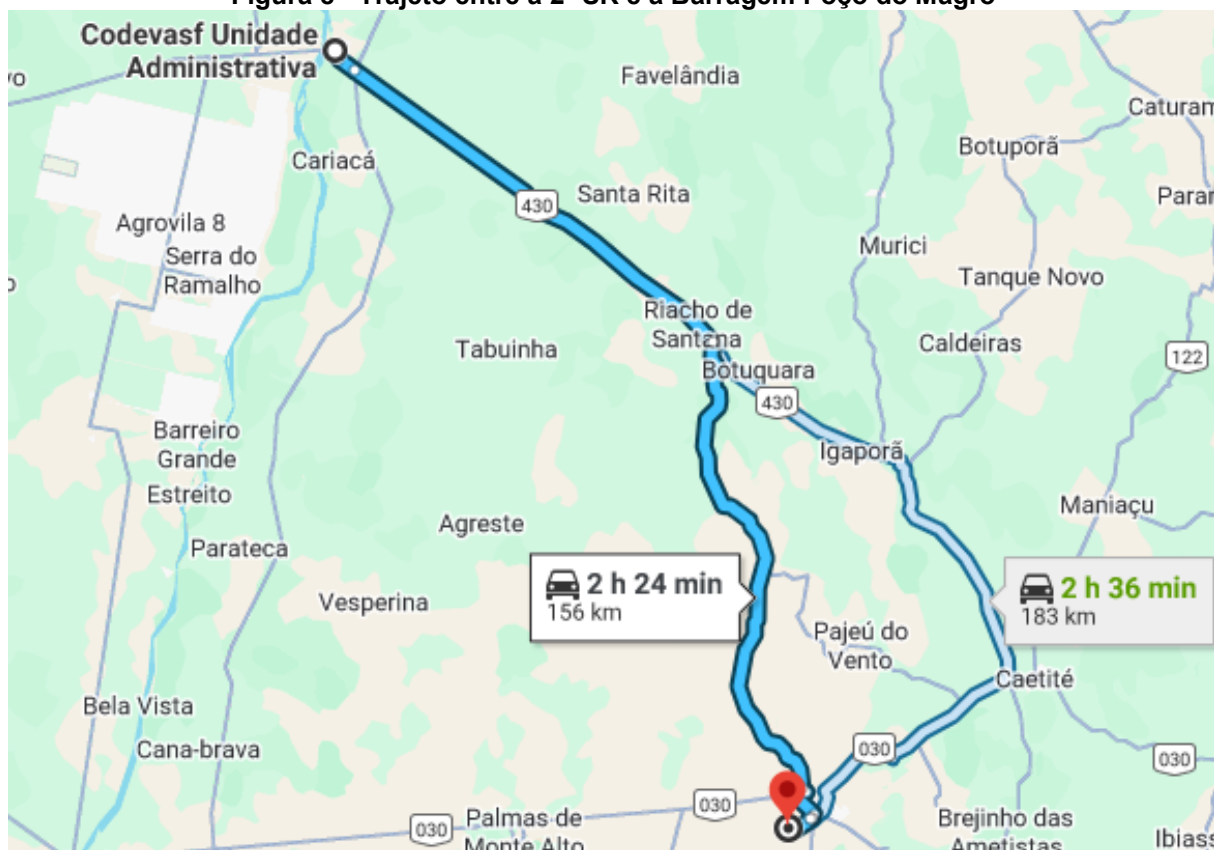 Codevasf Unidade
Administrativa
Favelândia
Botuporã
Cariacá
430
Santa Rita
Agrovila 8
Serra do
Ramalho
Murici
Tanque Novo
Riacho de
Santana
Tabuinha
Caldeiras
122
Botuquara
430
Barreiro
Grande
Igaporã
Estreito
Maniaçu
Agreste
Parateca
2 h 24 min
156 km
2 h 36 min
183 km
Vesperina
Pajeú do
Vento
Caetité
Bela Vista
Cana-brava
030
030
030
030
Palmas de
Monte Alto
Brejinho das
Ametistas